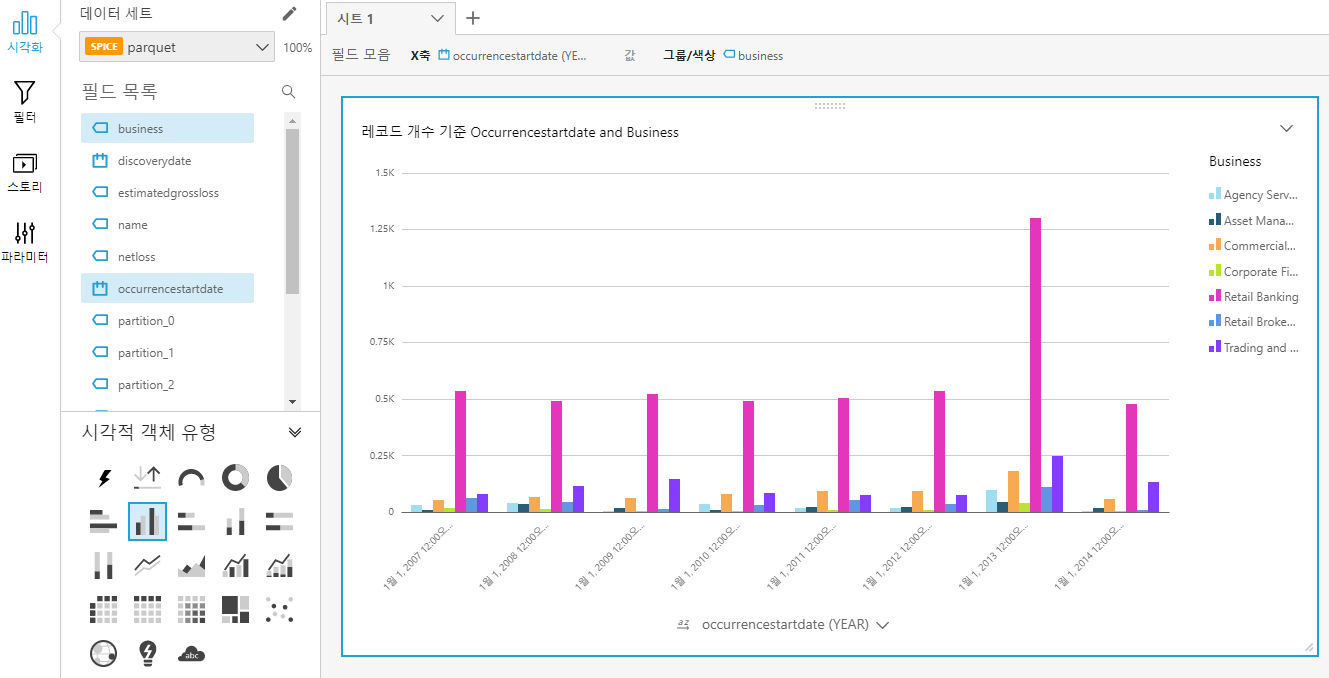 시각화
필터
스토리
파라미터
데이터 세트
SPICE parquet
100%
필드 목록
business
discoverydate
estimatedgrossloss
name
netloss
occurrencestartdate
partition_0
partition_1
partition_2
시각적 객체 유형
abc
시트 1
필드 모음
X축 occurrencestartdate (YE...
값
그룹/색상 business
레코드 개수 기준 Occurrencestartdate and Business
1.5K
1.25K
1K
0.75K
0.5K
0.25K
0
1월 1, 2007 12:00오...
1월 1, 2008 12:00오...
1월 1, 2009 12:00오...
1월 1, 2010 12:00오...
1월 1, 2011 12:00오...
1월 1, 2012 12:00오...
1월 1, 2013 12:00오...
1월 1, 2014 12:00오...
az occurrencestartdate (YEAR)
Business
Agency Serv...
Asset Mana...
Commercial...
Corporate Fi...
Retail Banking
Retail Broke...
Trading and ...